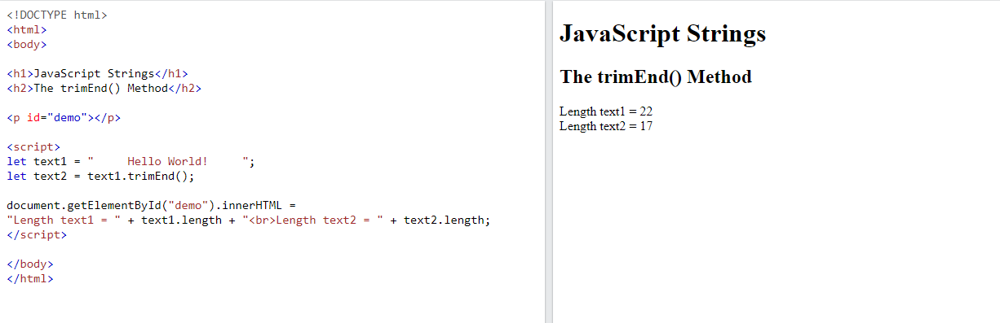 <!DOCTYPE html>
<html>
<body>
<h1>JavaScript Strings</h1>
<h2>The trimEnd() Method</h2>
<p id="demo"></p>
<script>
let text1 = "     Hello World!     ";
let text2 = text1.trimEnd();
document.getElementById("demo").innerHTML =
"Length text1 = " + text1.length + "<br>Length text2 = " + text2.length;
</script>
</body>
</html>
JavaScript Strings
The trimEnd() Method
Length text1 = 22
Length text2 = 17